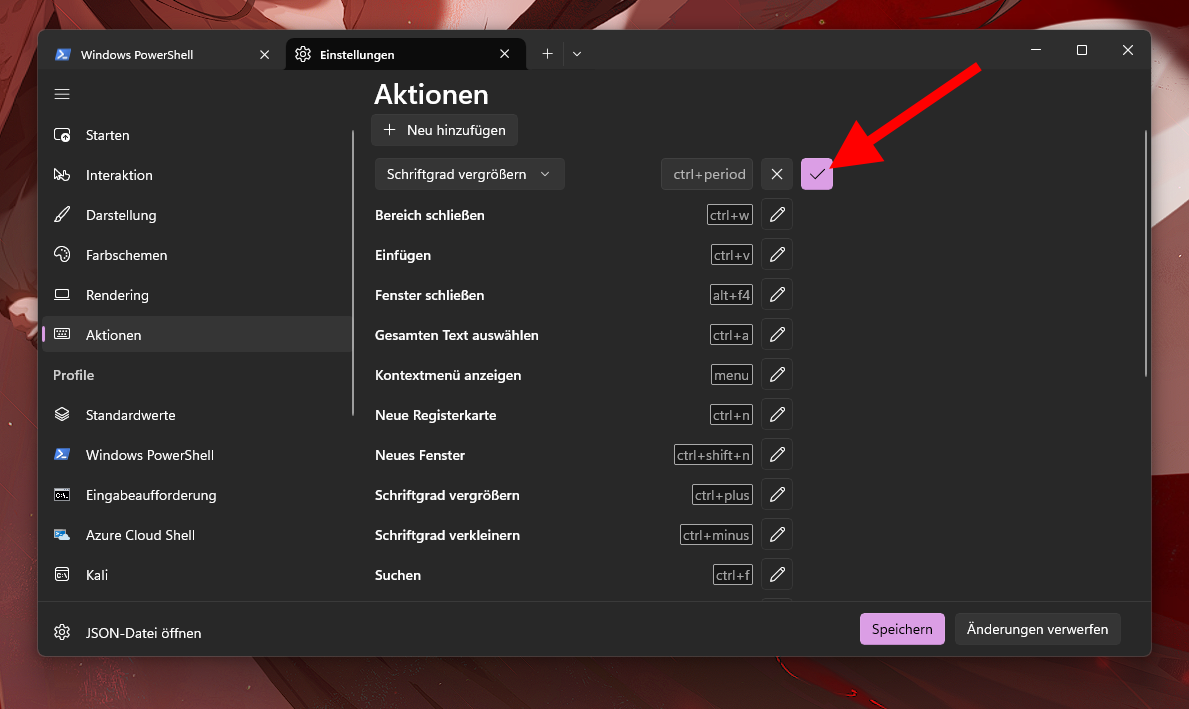 Windows PowerShell
Einstellungen
Aktionen
Neu hinzufügen
Starten
Interaktion
Darstellung
Farbschemen
Rendering
Aktionen
Profile
Standardwerte
Windows PowerShell
Eingabeaufforderung
Azure Cloud Shell
Kali
JSON-Datei öffnen
Schriftgrad vergrößern ctrl+period
Bereich schließen ctrl+w
Einfügen ctrl+v
Fenster schließen alt+f4
Gesamten Text auswählen ctrl+a
Kontextmenü anzeigen menu
Neue Registerkarte ctrl+n
Neues Fenster ctrl+shift+n
Schriftgrad vergrößern ctrl+plus
Schriftgrad verkleinern ctrl+minus
Suchen ctrl+f
Speichern Änderungen verwerfen